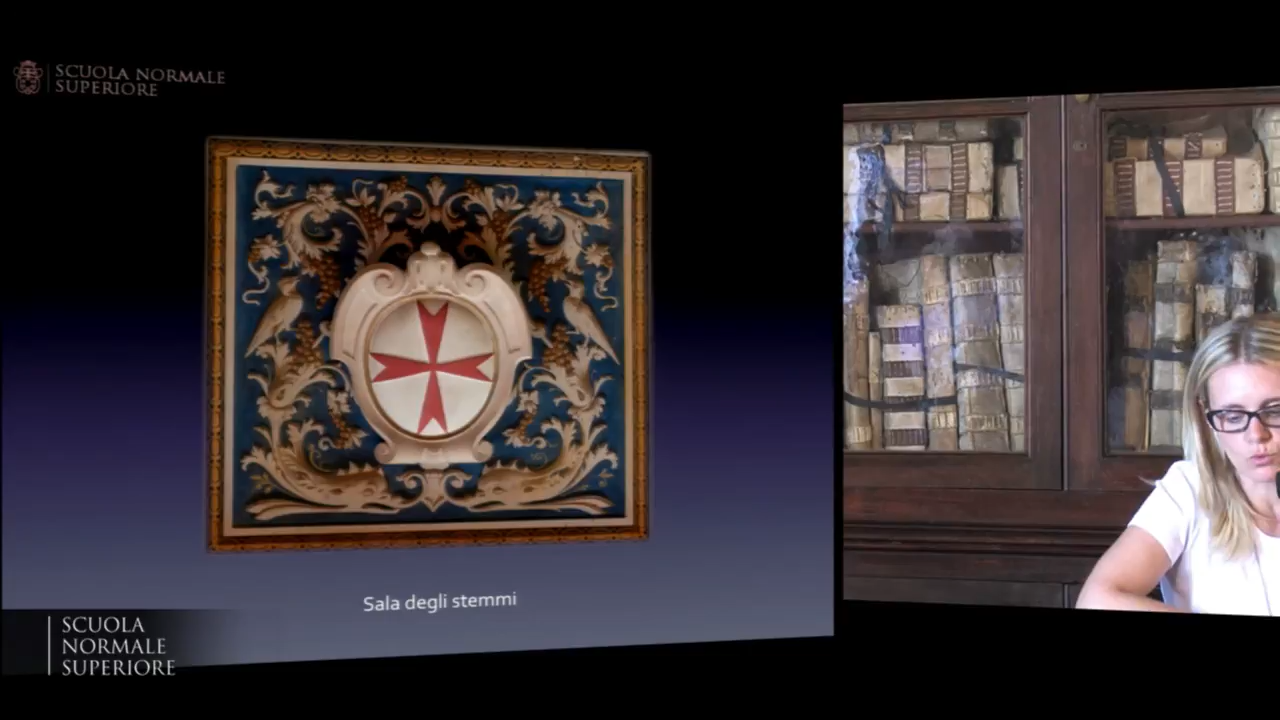 SCUOLA NORMALE
SUPERIORE
Sala degli stemmi
SCUOLA
NORMALE
SUPERIORE